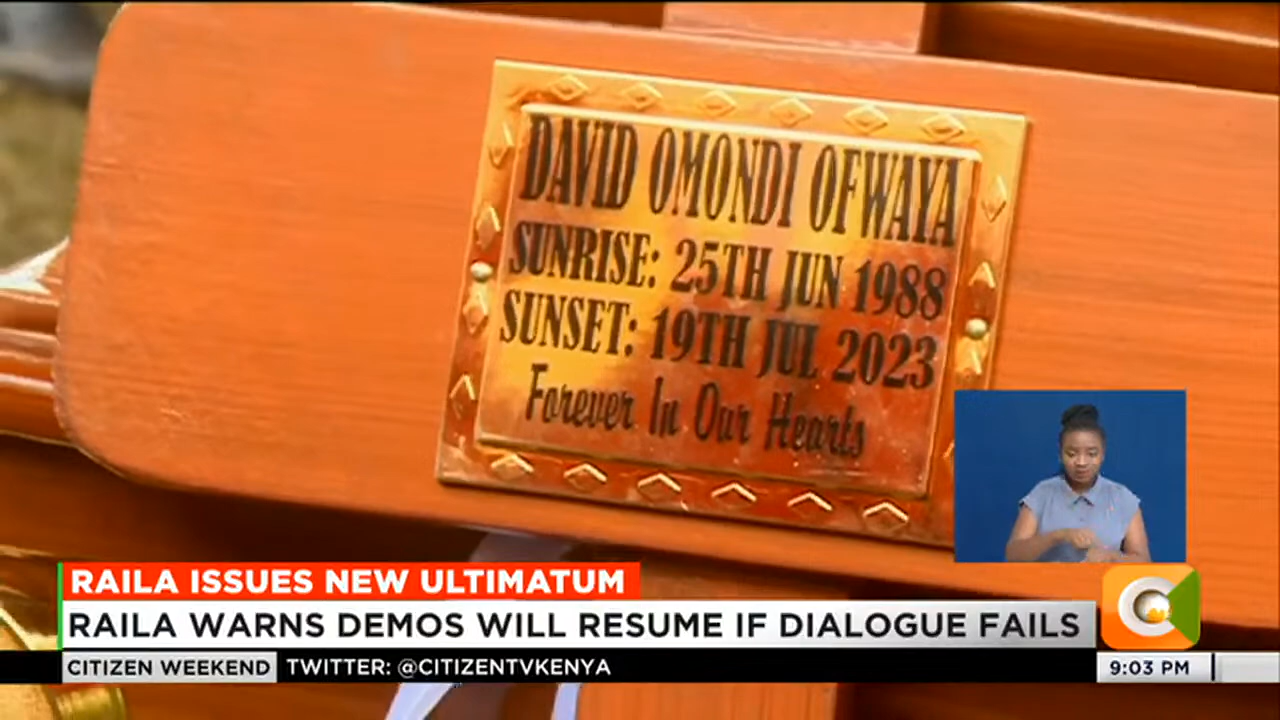 DAVID OMONDI OFWAYA
SUNRISE: 25TH JUN 1988
SUNSET: 19TH JUL 2023
Forever In Our Hearts
RAILA ISSUES NEW ULTIMATUM
RAILA WARNS DEMOS WILL RESUME IF DIALOGUE FAILS
CITIZEN WEEKEND TWITTER: @CITIZENTVKENYA 9:03 PM